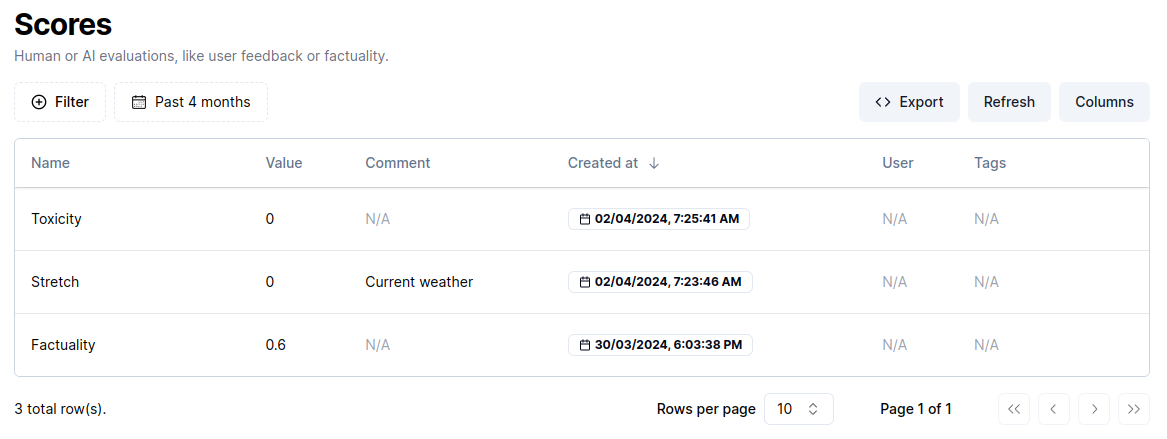 Scores
Human or AI evaluations, like user feedback or factuality.
Filter Past 4 months Export Refresh Columns
Name Value Comment Created at User Tags
Toxicity 0 N/A 02/04/2024, 7:25:41 AM N/A N/A
Stretch 0 Current weather 02/04/2024, 7:23:46 AM N/A N/A
Factuality 0.6 N/A 30/03/2024, 6:03:38 PM N/A N/A
3 total row(s). Rows per page 10 Page 1 of 1